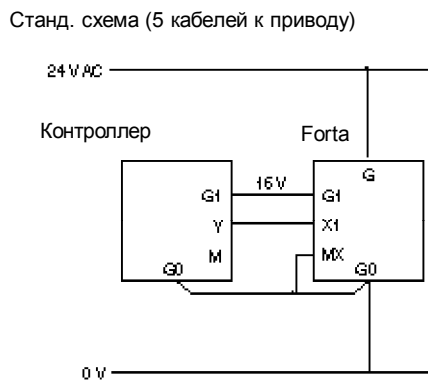 Станд. схема (5 кабелей к приводу)
24 V AC
Контроллер
Forta
G
G1
16 V
G1
Y
X1
M
MX
G0
G0
0 V